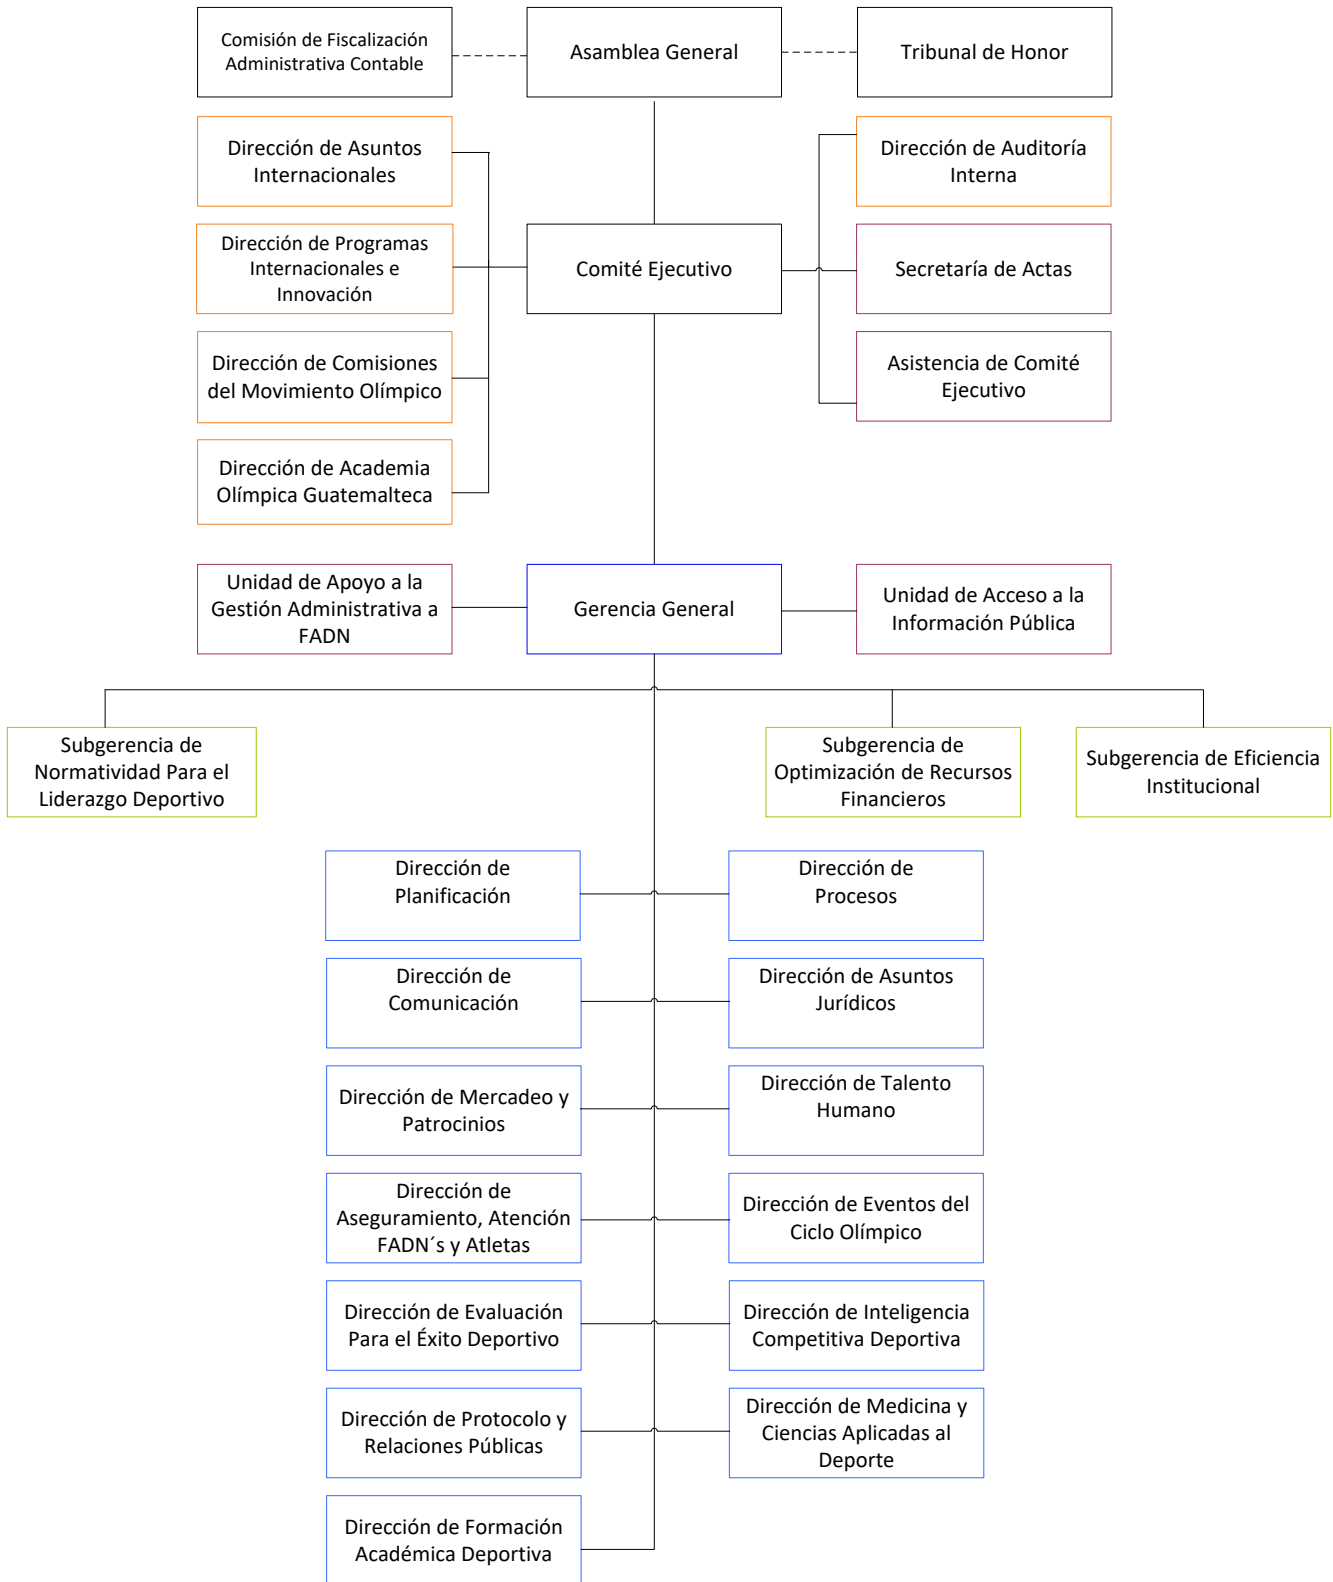 Comisión de Fiscalización
Administrativa Contable
Asamblea General
Tribunal de Honor
Dirección de Asuntos
Internacionales
Dirección de Auditoría
Interna
Dirección de Programas
Internacionales e
Innovación
Comité Ejecutivo
Secretaría de Actas
Dirección de Comisiones
del Movimiento Olímpico
Asistencia de Comité
Ejecutivo
Dirección de Academia
Olímpica Guatemalteca
Unidad de Apoyo a la
Gestión Administrativa a
FADN
Gerencia General
Unidad de Acceso a la
Información Pública
Subgerencia de
Normatividad Para el
Liderazgo Deportivo
Subgerencia de
Optimización de Recursos
Financieros
Subgerencia de Eficiencia
Institucional
Dirección de
Planificación
Dirección de
Procesos
Dirección de
Comunicación
Dirección de Asuntos
Jurídicos
Dirección de Mercadeo y
Patrocinios
Dirección de Talento
Humano
Dirección de
Aseguramiento, Atención
FADN´s y Atletas
Dirección de Eventos del
Ciclo Olímpico
Dirección de Evaluación
Para el Éxito Deportivo
Dirección de Inteligencia
Competitiva Deportiva
Dirección de Protocolo y
Relaciones Públicas
Dirección de Medicina y
Ciencias Aplicadas al
Deporte
Dirección de Formación
Académica Deportiva